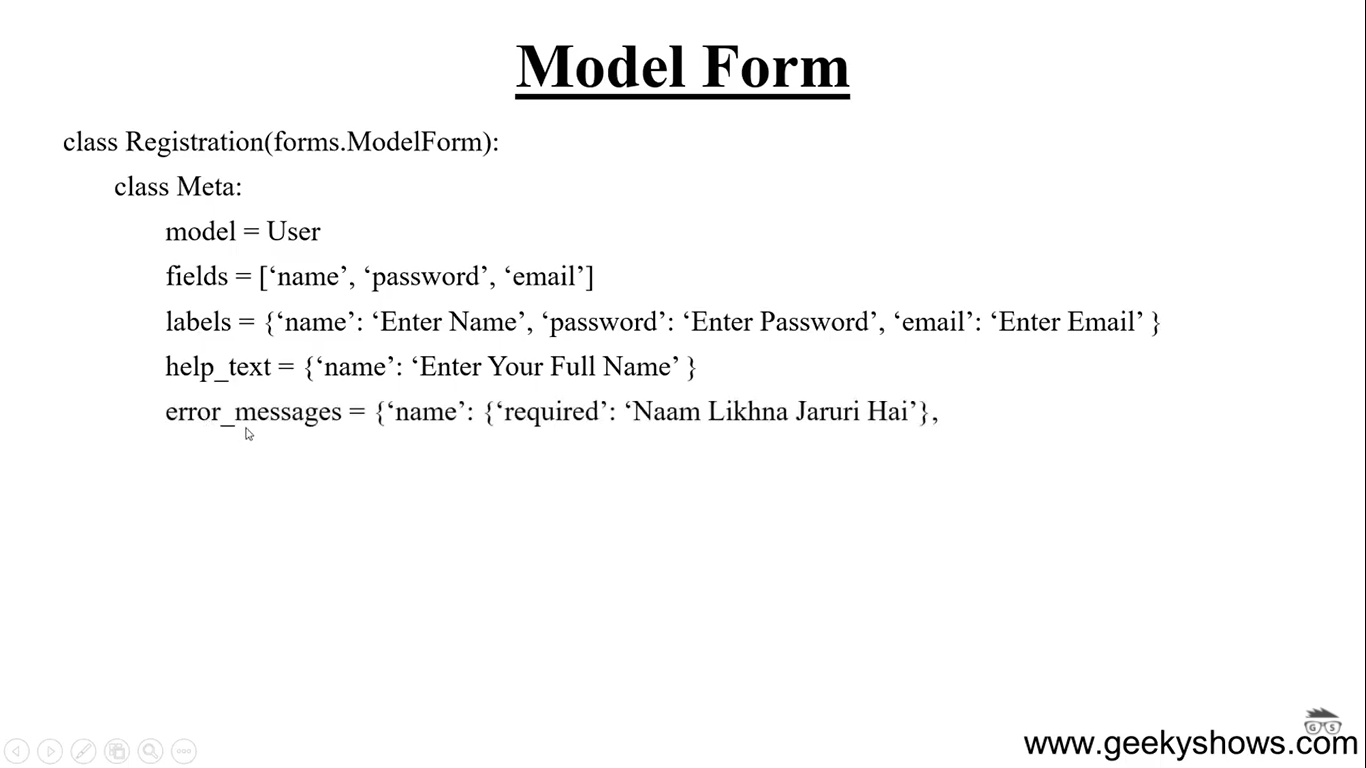 Model Form
class Registration(forms.ModelForm):
class Meta:
model = User
fields = [‘name’, ‘password’, ‘email’]
labels = {‘name’: ‘Enter Name’, ‘password’: ‘Enter Password’, ‘email’: ‘Enter Email’ }
help_text = {‘name’: ‘Enter Your Full Name’ }
error_messages = {‘name’: {‘required’: ‘Naam Likhna Jaruri Hai’},
G S
www.geekyshows.com